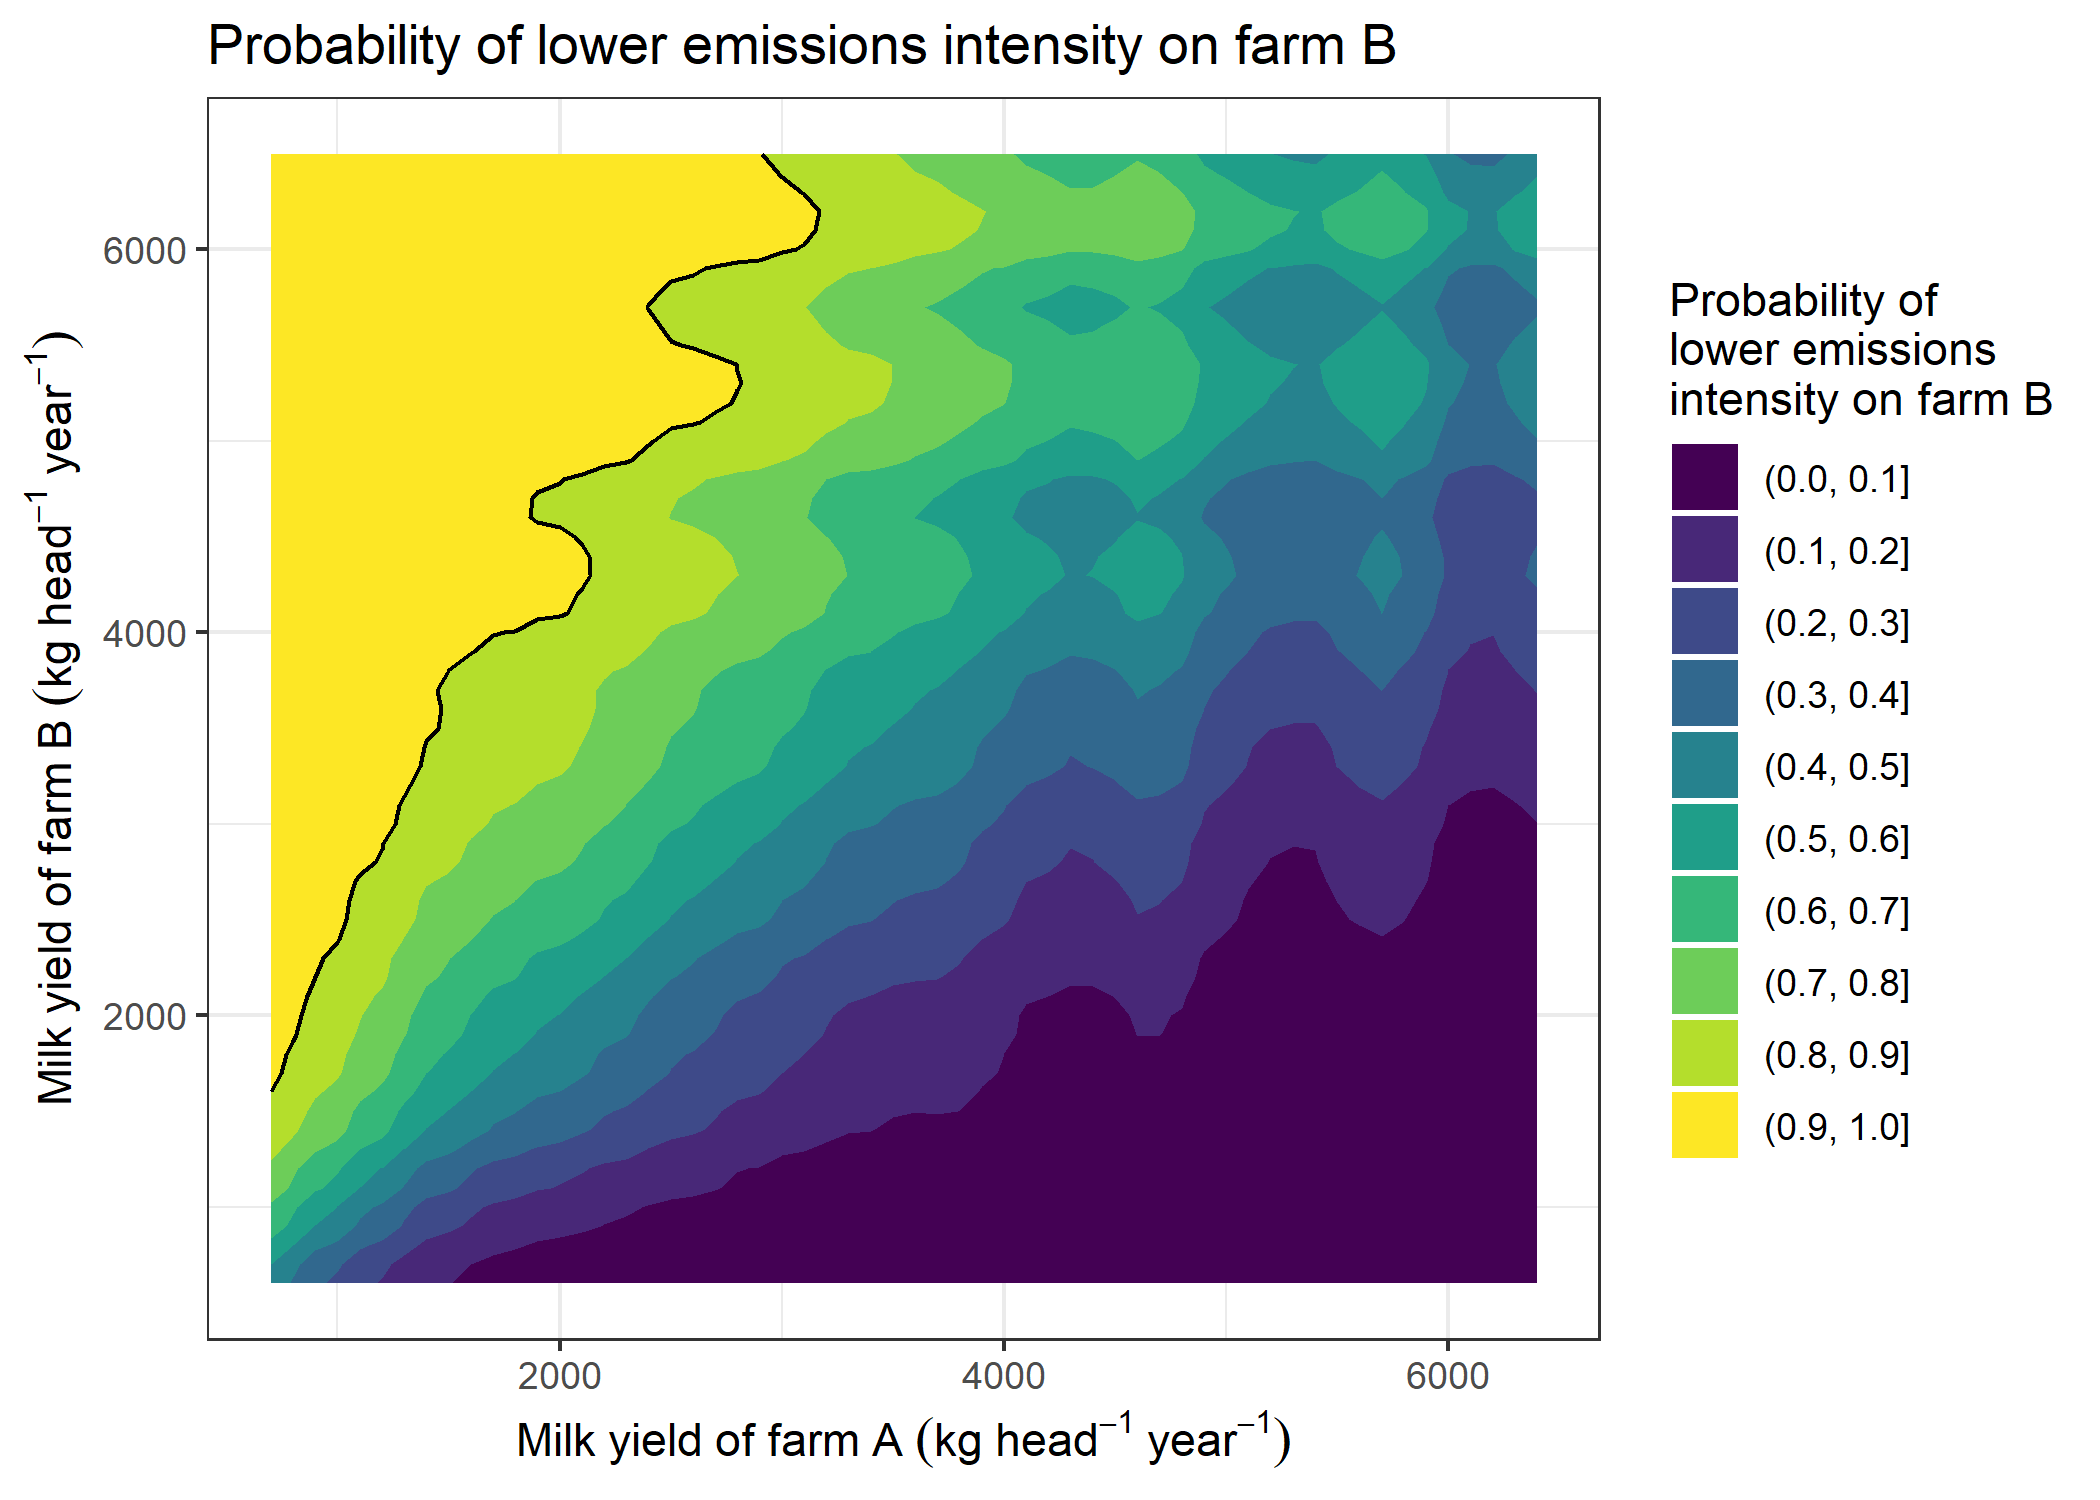 Probability of lower emissions intensity on farm B
6000
4000
2000
Milk yield of farm B (kg head⁻¹ year⁻¹)
2000 4000 6000
Milk yield of farm A (kg head⁻¹ year⁻¹)
Probability of
lower emissions
intensity on farm B
(0.0, 0.1]
(0.1, 0.2]
(0.2, 0.3]
(0.3, 0.4]
(0.4, 0.5]
(0.5, 0.6]
(0.6, 0.7]
(0.7, 0.8]
(0.8, 0.9]
(0.9, 1.0]